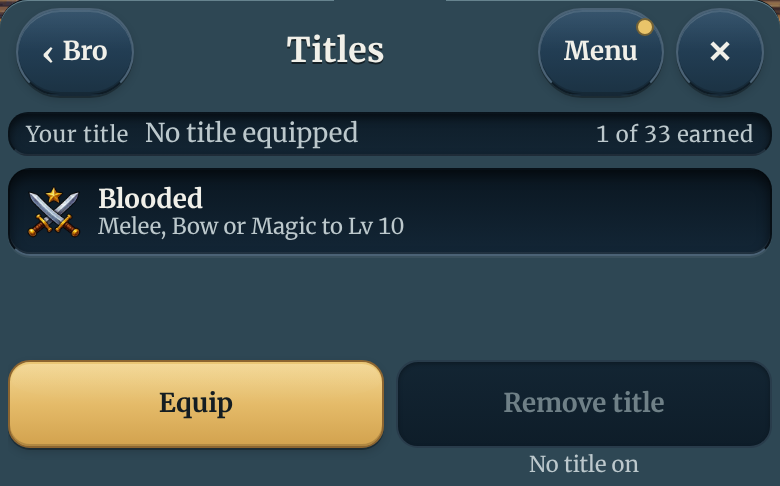 ‹ Bro
Titles
Menu
✕
Your title No title equipped
1 of 33 earned
Blooded
Melee, Bow or Magic to Lv 10
Equip
Remove title
No title on